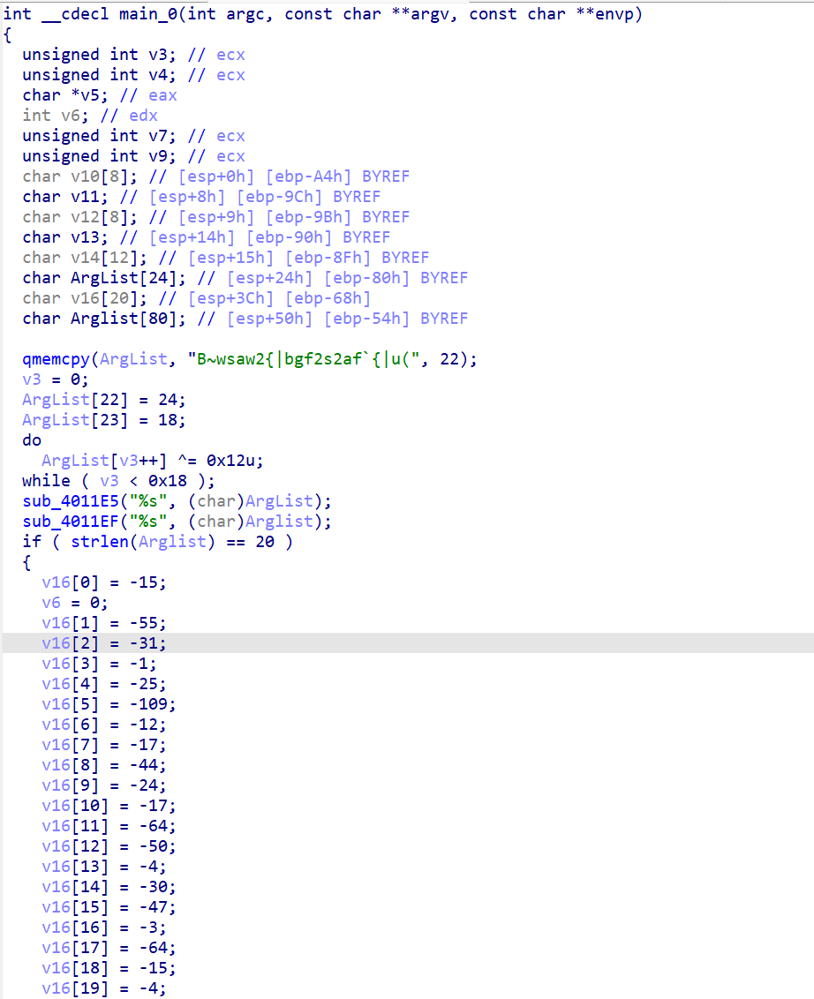 int __cdecl main_0(int argc, const char **argv, const char **envp)
{
  unsigned int v3; // ecx
  unsigned int v4; // ecx
  char *v5; // eax
  int v6; // edx
  unsigned int v7; // ecx
  unsigned int v9; // ecx
  char v10[8]; // [esp+0h] [ebp-A4h] BYREF
  char v11; // [esp+8h] [ebp-9Ch] BYREF
  char v12[8]; // [esp+9h] [ebp-9Bh] BYREF
  char v13; // [esp+14h] [ebp-90h] BYREF
  char v14[12]; // [esp+15h] [ebp-8Fh] BYREF
  char ArgList[24]; // [esp+24h] [ebp-80h] BYREF
  char v16[20]; // [esp+3Ch] [ebp-68h]
  char Arglist[80]; // [esp+50h] [ebp-54h] BYREF
  qmemcpy(ArgList, "B~wsaw2{|bgf2s2af`{|u(", 22);
  v3 = 0;
  ArgList[22] = 24;
  ArgList[23] = 18;
  do
    ArgList[v3++] ^= 0x12u;
  while ( v3 < 0x18 );
  sub_4011E5("%s", (char)ArgList);
  sub_4011EF("%s", (char)Arglist);
  if ( strlen(Arglist) == 20 )
  {
    v16[0] = -15;
    v6 = 0;
    v16[1] = -55;
    v16[2] = -31;
    v16[3] = -1;
    v16[4] = -25;
    v16[5] = -109;
    v16[6] = -12;
    v16[7] = -17;
    v16[8] = -44;
    v16[9] = -24;
    v16[10] = -17;
    v16[11] = -64;
    v16[12] = -50;
    v16[13] = -4;
    v16[14] = -30;
    v16[15] = -47;
    v16[16] = -3;
    v16[17] = -64;
    v16[18] = -15;
    v16[19] = -4;